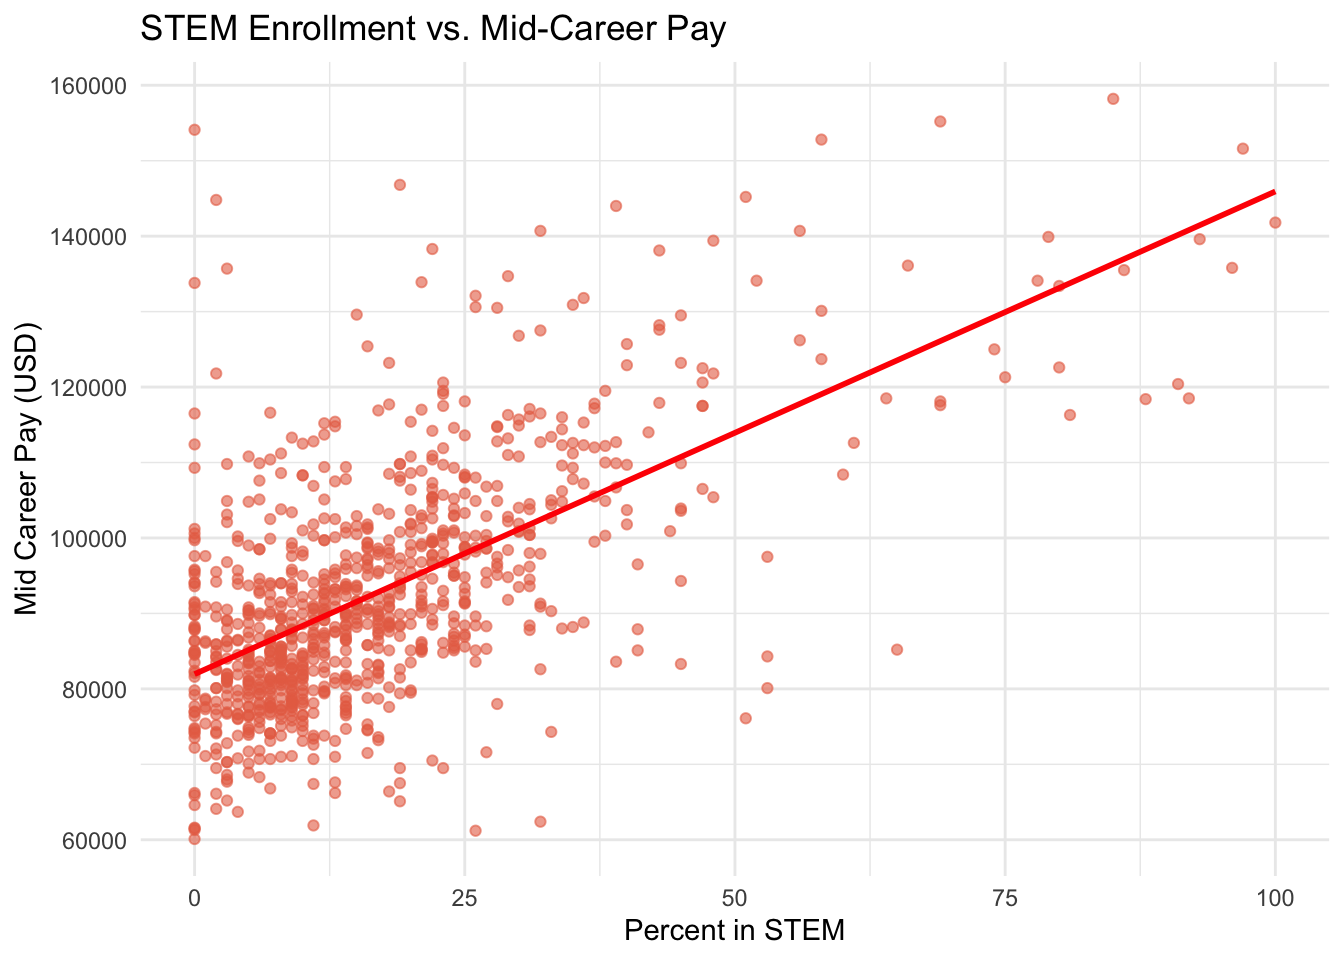 STEM Enrollment vs. Mid-Career Pay
160000
140000
120000
100000
80000
60000
Mid Career Pay (USD)
0 25 50 75 100
Percent in STEM